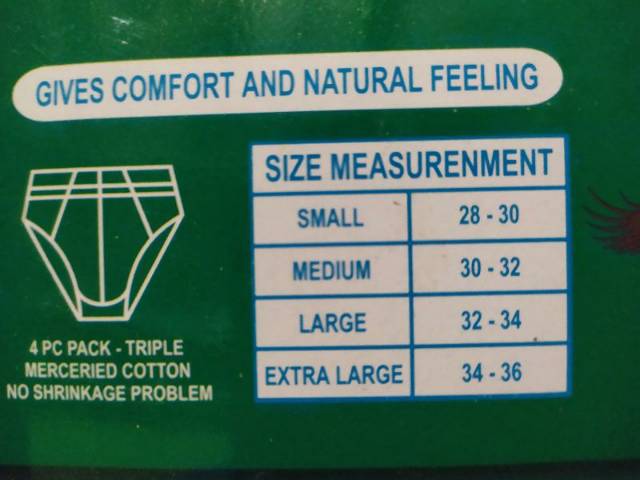 GIVES COMFORT AND NATURAL FEELING
SIZE MEASURENMENT
SMALL 28 - 30
MEDIUM 30 - 32
LARGE 32 - 34
EXTRA LARGE 34 - 36
4 PC PACK - TRIPLE
MERCERIED COTTON
NO SHRINKAGE PROBLEM